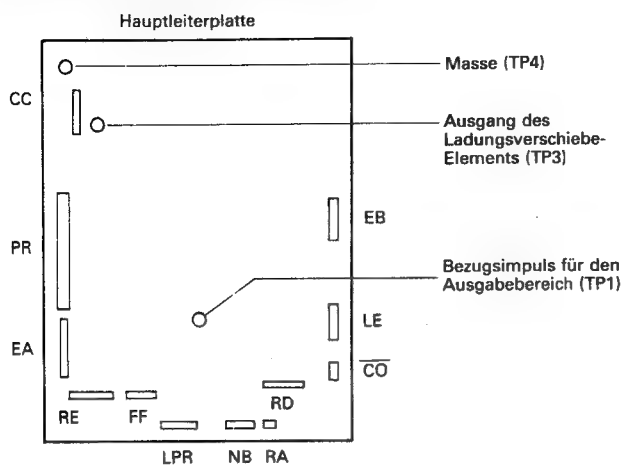 Hauptleiterplatte
Masse (TP4)
CC
Ausgang des
Ladungsverschiebe-
Elements (TP3)
EB
PR
Bezugsimpuls für den
Ausgabebereich (TP1)
LE
EA
CO
RD
RE
FF
LPR
NB
RA